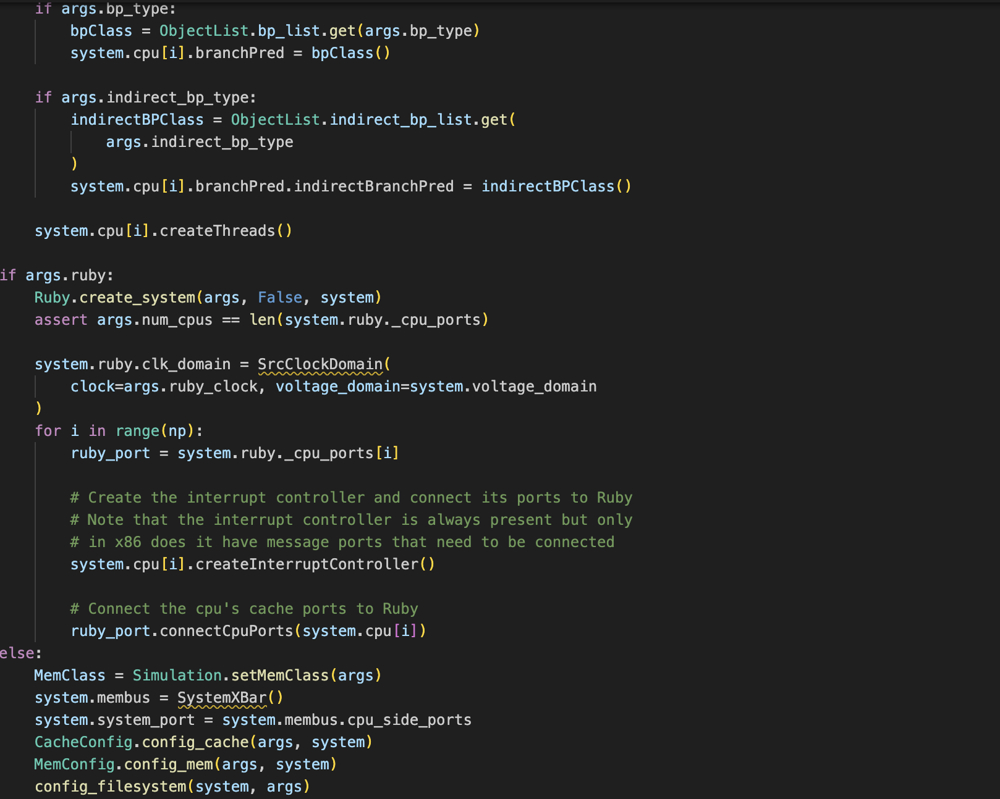 if args.bp_type:
bpClass = ObjectList.bp_list.get(args.bp_type)
system.cpu[i].branchPred = bpClass()
if args.indirect_bp_type:
indirectBPClass = ObjectList.indirect_bp_list.get(
args.indirect_bp_type
)
system.cpu[i].branchPred.indirectBranchPred = indirectBPClass()
system.cpu[i].createThreads()
if args.ruby:
Ruby.create_system(args, False, system)
assert args.num_cpus == len(system.ruby._cpu_ports)
system.ruby.clk_domain = SrcClockDomain(
clock=args.ruby_clock, voltage_domain=system.voltage_domain
)
for i in range(np):
ruby_port = system.ruby._cpu_ports[i]
# Create the interrupt controller and connect its ports to Ruby
# Note that the interrupt controller is always present but only
# in x86 does it have message ports that need to be connected
system.cpu[i].createInterruptController()
# Connect the cpu's cache ports to Ruby
ruby_port.connectCpuPorts(system.cpu[i])
else:
MemClass = Simulation.setMemClass(args)
system.membus = SystemXBar()
system.system_port = system.membus.cpu_side_ports
CacheConfig.config_cache(args, system)
MemConfig.config_mem(args, system)
config_filesystem(system, args)